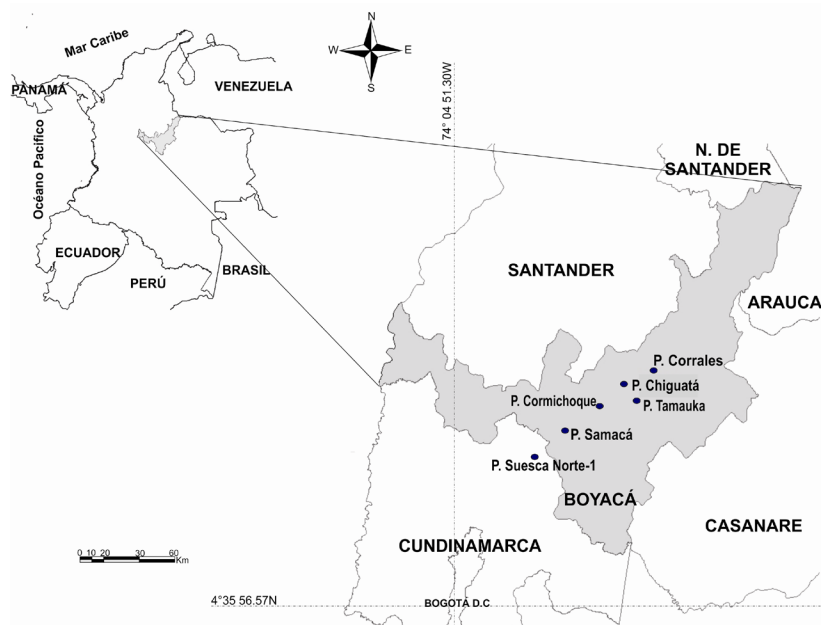 N
W
E
S
Mar Caribe
PANAMÁ
VENEZUELA
Océano Pacifico
ECUADOR
PERÚ
BRASIL
74° 04 51.30W
N. DE
SANTANDER
SANTANDER
ARAUCA
P. Corrales
P. Chiguatá
P. Cormichoque
P. Tamauka
P. Samacá
P. Suesca Norte-1
BOYACÁ
CASANARE
CUNDINAMARCA
0 10 20 30 60
Km
4°35 56.57N
BOGOTÁ D.C